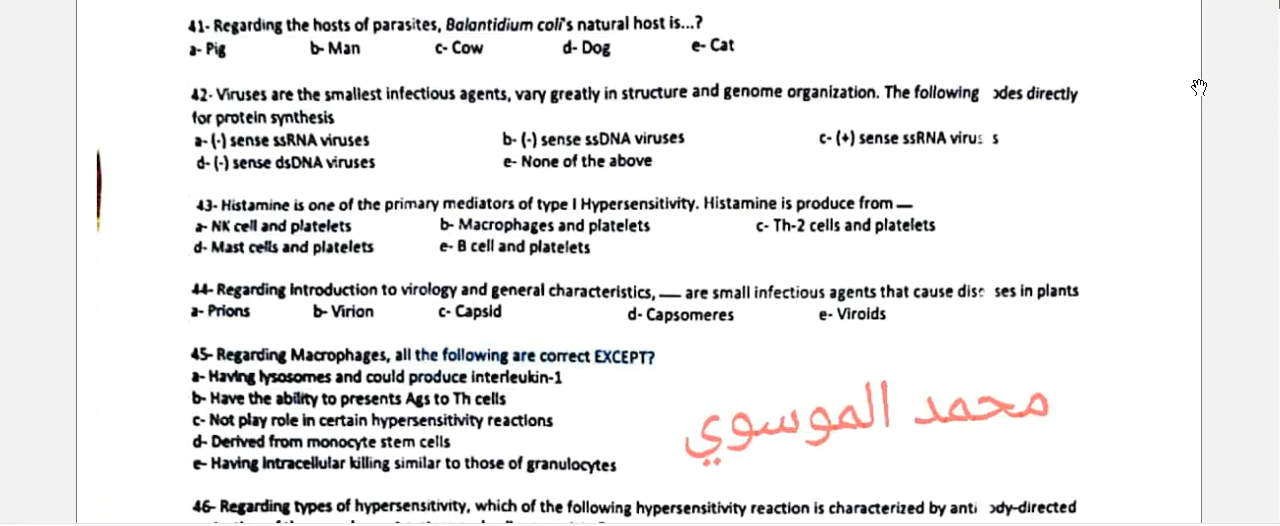 41- Regarding the hosts of parasites, Balantidium coli's natural host is...?
a- Pig b- Man c- Cow d- Dog e- Cat
42- Viruses are the smallest infectious agents, vary greatly in structure and genome organization. The following directly
for protein synthesis
a- (-) sense ssRNA viruses b- (-) sense ssDNA viruses c- (+) sense ssRNA
d- (-) sense dsDNA viruses e- None of the above
43- Histamine is one of the primary mediators of type I Hypersensitivity. Histamine is produce from —
a- NK cell and platelets b- Macrophages and platelets c- Th-2 cells and platelets
d- Mast cells and platelets e- B cell and platelets
44- Regarding introduction to virology and general characteristics, — are small infectious agents that cause in plants
a- Prions b- Virion c- Capsid d- Capsomeres e- Viroids
45- Regarding Macrophages, all the following are correct EXCEPT?
a- Having lysosomes and could produce interleukin-1
b- Have the ability to presents Ags to Th cells
c- Not play role in certain hypersensitivity reactions
محمد الموسوي
d- Derived from monocyte stem cells
e- Having intracellular killing similar to those of granulocytes
46- Regarding types of hypersensitivity, which of the following hypersensitivity reaction is characterized by